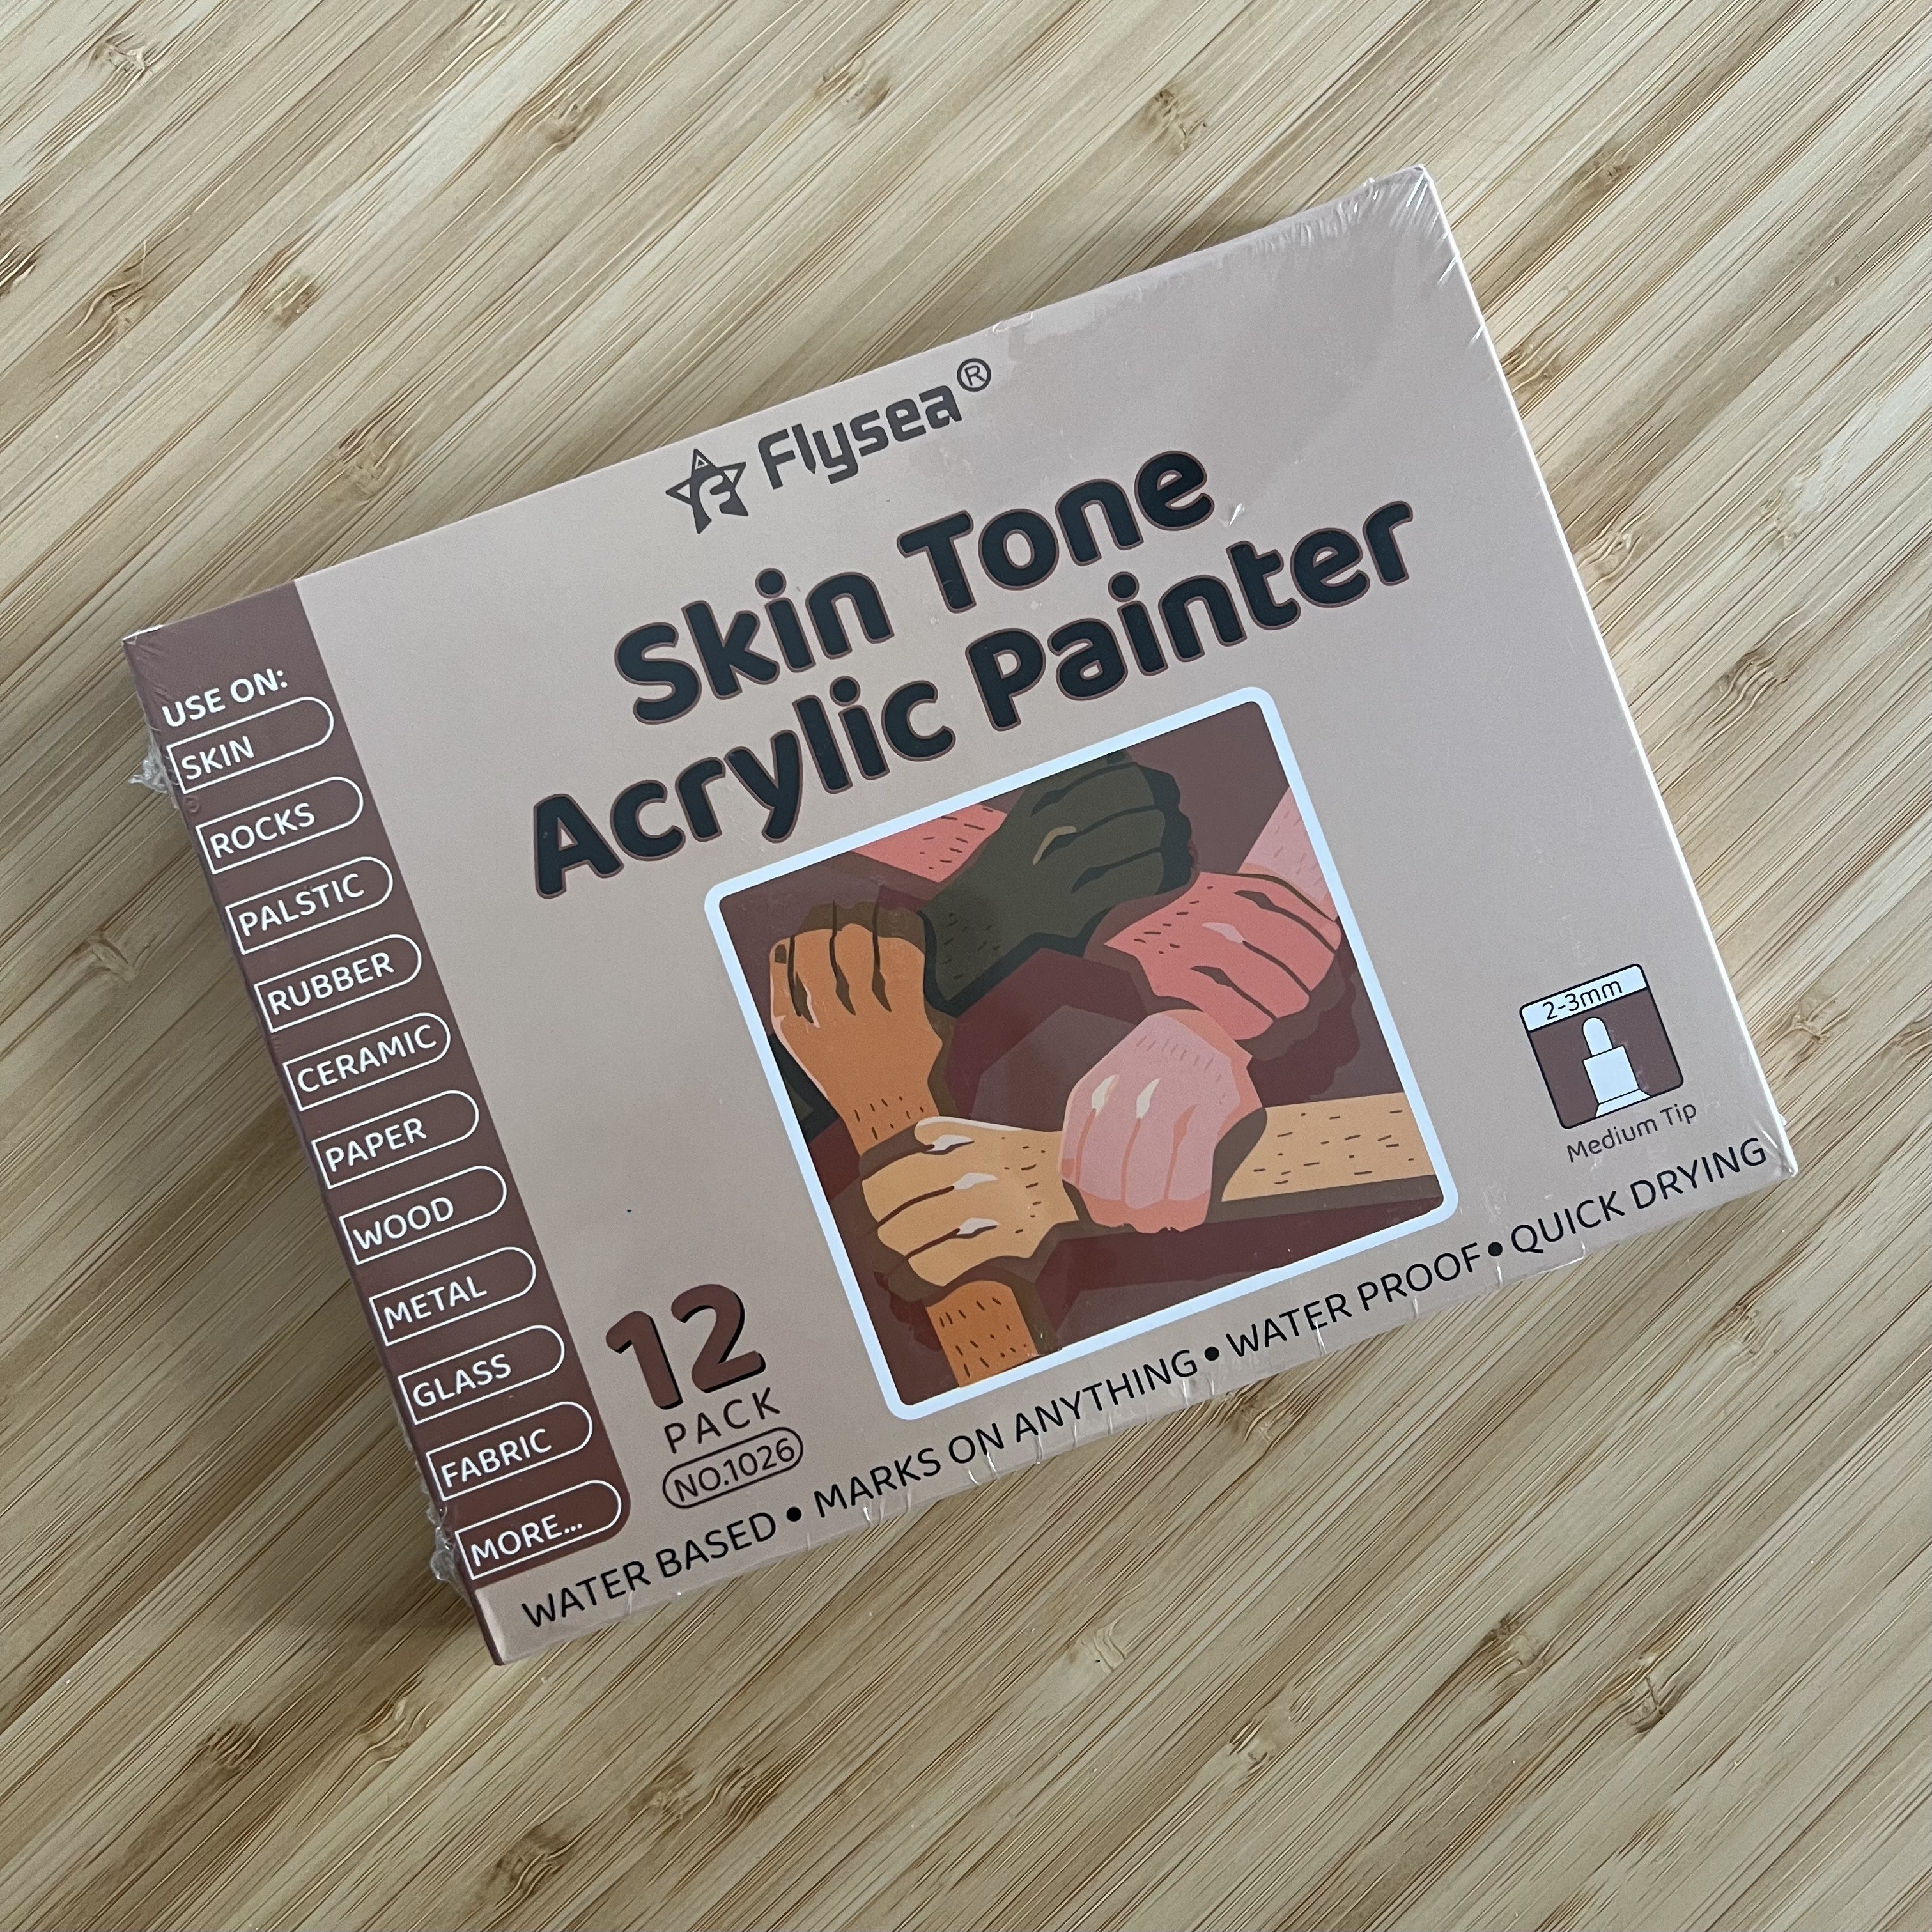 Flysea®
Skin Tone
Acrylic Painter
USE ON:
SKIN
ROCKS
PALSTIC
RUBBER
CERAMIC
PAPER
WOOD
METAL
GLASS
FABRIC
MORE...
12
PACK
NO.1026
2-3mm
Medium Tip
WATER BASED • MARKS ON ANYTHING • WATER PROOF • QUICK DRYING